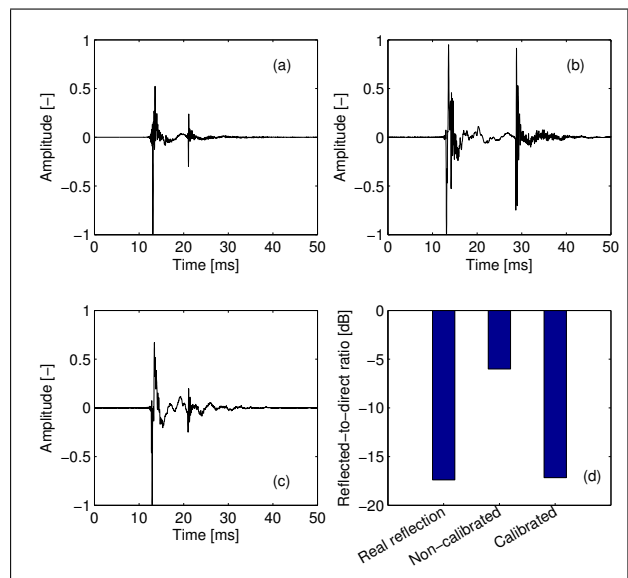 Amplitude [−]
1
0.5
0
−0.5
−1
(a)
0 10 20 30 40 50
Time [ms]
Amplitude [−]
1
0.5
0
−0.5
−1
(b)
0 10 20 30 40 50
Time [ms]
Amplitude [−]
1
0.5
0
−0.5
−1
(c)
0 10 20 30 40 50
Time [ms]
Reflected−to−direct ratio [dB]
0
−5
−10
−15
−20
(d)
Real reflection
Non−calibrated
Calibrated